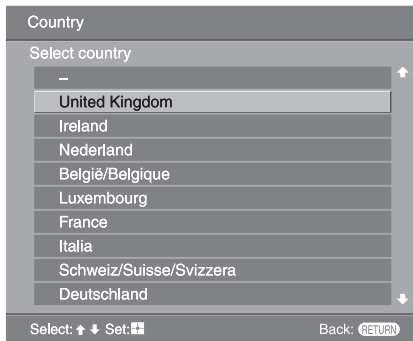 Country
Select country
–
United Kingdom
Ireland
Nederland
België/Belgique
Luxembourg
France
Italia
Schweiz/Suisse/Svizzera
Deutschland
Select: Set: Back: RETURN